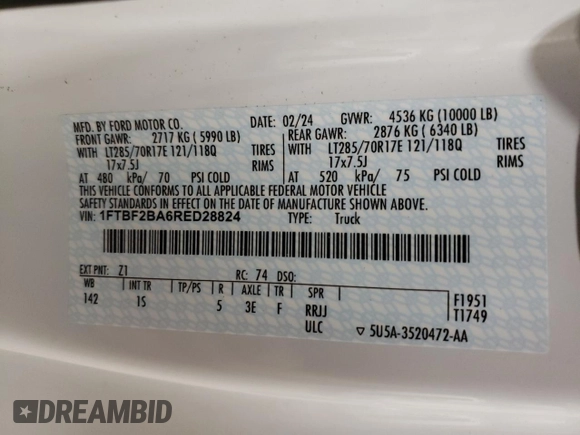 MFD. BY FORD MOTOR CO. DATE: 02/24 GVWR: 4536 KG (10000 LB)
FRONT GAWR: 2717 KG ( 5990 LB) REAR GAWR: 2876 KG ( 6340 LB)
WITH LT285/70R17E 121/118Q TIRES WITH LT285/70R17E 121/118Q TIRES
17x7.5J RIMS 17x7.5J RIMS
AT 480 kPa/ 70 PSI COLD AT 520 kPa/ 75 PSI COLD
THIS VEHICLE CONFORMS TO ALL APPLICABLE FEDERAL MOTOR VEHICLE
SAFETY STANDARDS IN EFFECT ON THE DATE OF MANUFACTURE SHOWN ABOVE.
VIN: 1FTBF2BA6RED28824 TYPE: Truck
EXT PNT: Z1 RC: 74 DSO:
WB INT TR TP/PS R AXLE TR SPR F1951
142 1S 5 3E F RRJJ T1749
ULC ▽ 5U5A-3520472-AA
DREAMBID